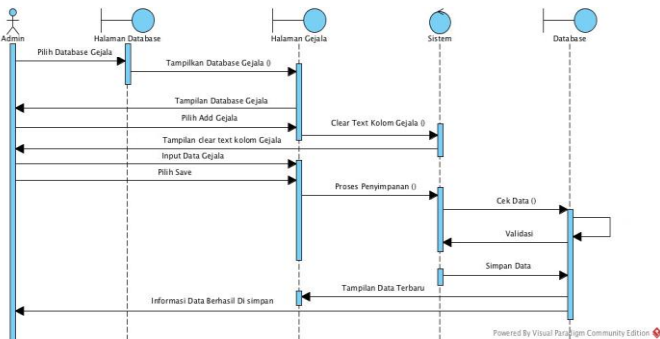 Admin
Halaman Database
Halaman Gejala
Sistem
Database
Pilih Database Gejala
Tampilkan Database Gejala ()
Tampilan Database Gejala
Pilih Add Gejala
Clear Text Kolom Gejala ()
Tampilan clear text kolom Gejala
Input Data Gejala
Pilih Save
Proses Penyimpanan ()
Cek Data ()
Validasi
Simpan Data
Tampilan Data Terbaru
Informasi Data Berhasil Di simpan
Powered By Visual Paradigm Community Edition